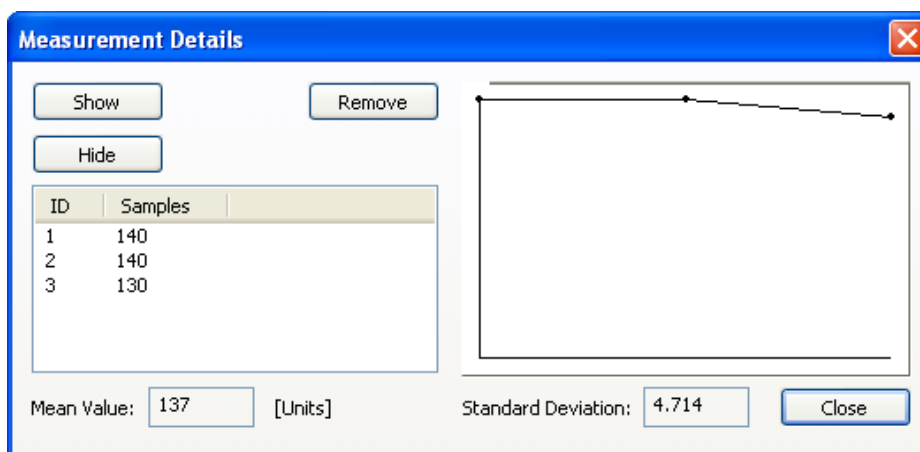 Measurement Details
Show
Remove
Hide
ID Samples
1 140
2 140
3 130
Mean Value: 137 [Units]
Standard Deviation: 4.714
Close